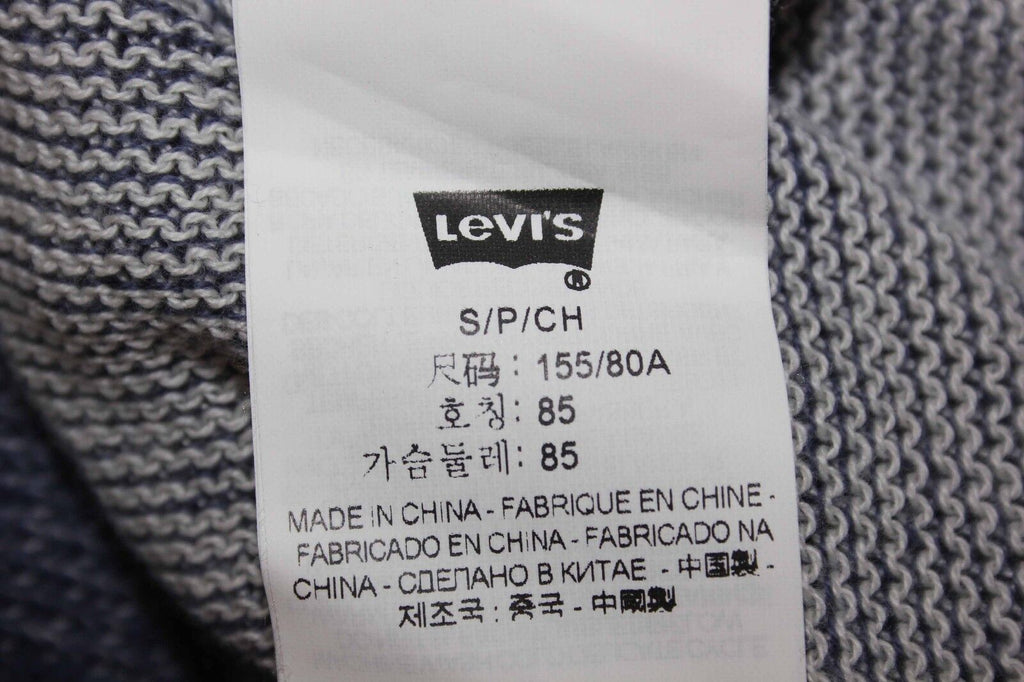 Levi's
®
S/P/CH
尺码: 155/80A
호칭: 85
가슴둘레: 85
MADE IN CHINA - FABRIQUE EN CHINE -
FABRICADO EN CHINA - FABRICADO NA
CHINA - СДЕЛАНО В КИТАЕ - 中国製 -
제조국: 중국 - 中國製